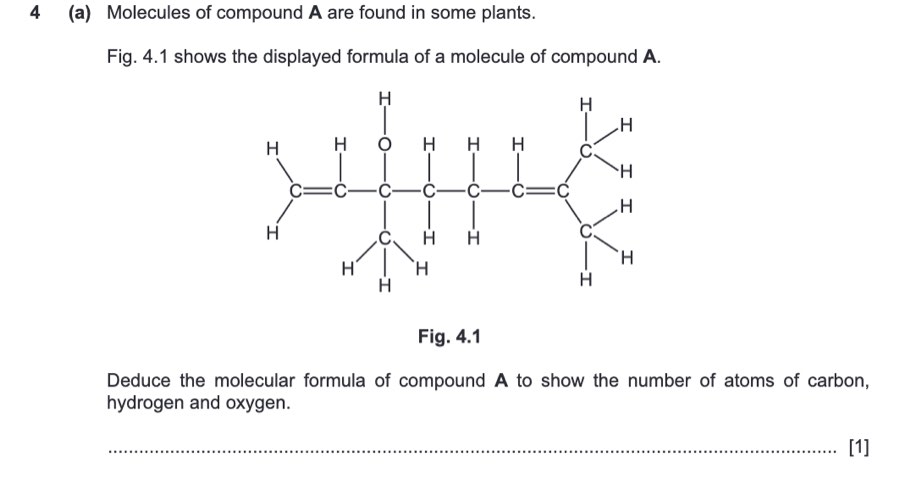 4 (a) Molecules of compound A are found in some plants.
Fig. 4.1 shows the displayed formula of a molecule of compound A.
H H
H
H H O H H H C
H
C C C C C C C
H
H C H H C
H
H H H
H
Fig. 4.1
Deduce the molecular formula of compound A to show the number of atoms of carbon,
hydrogen and oxygen.
[1]